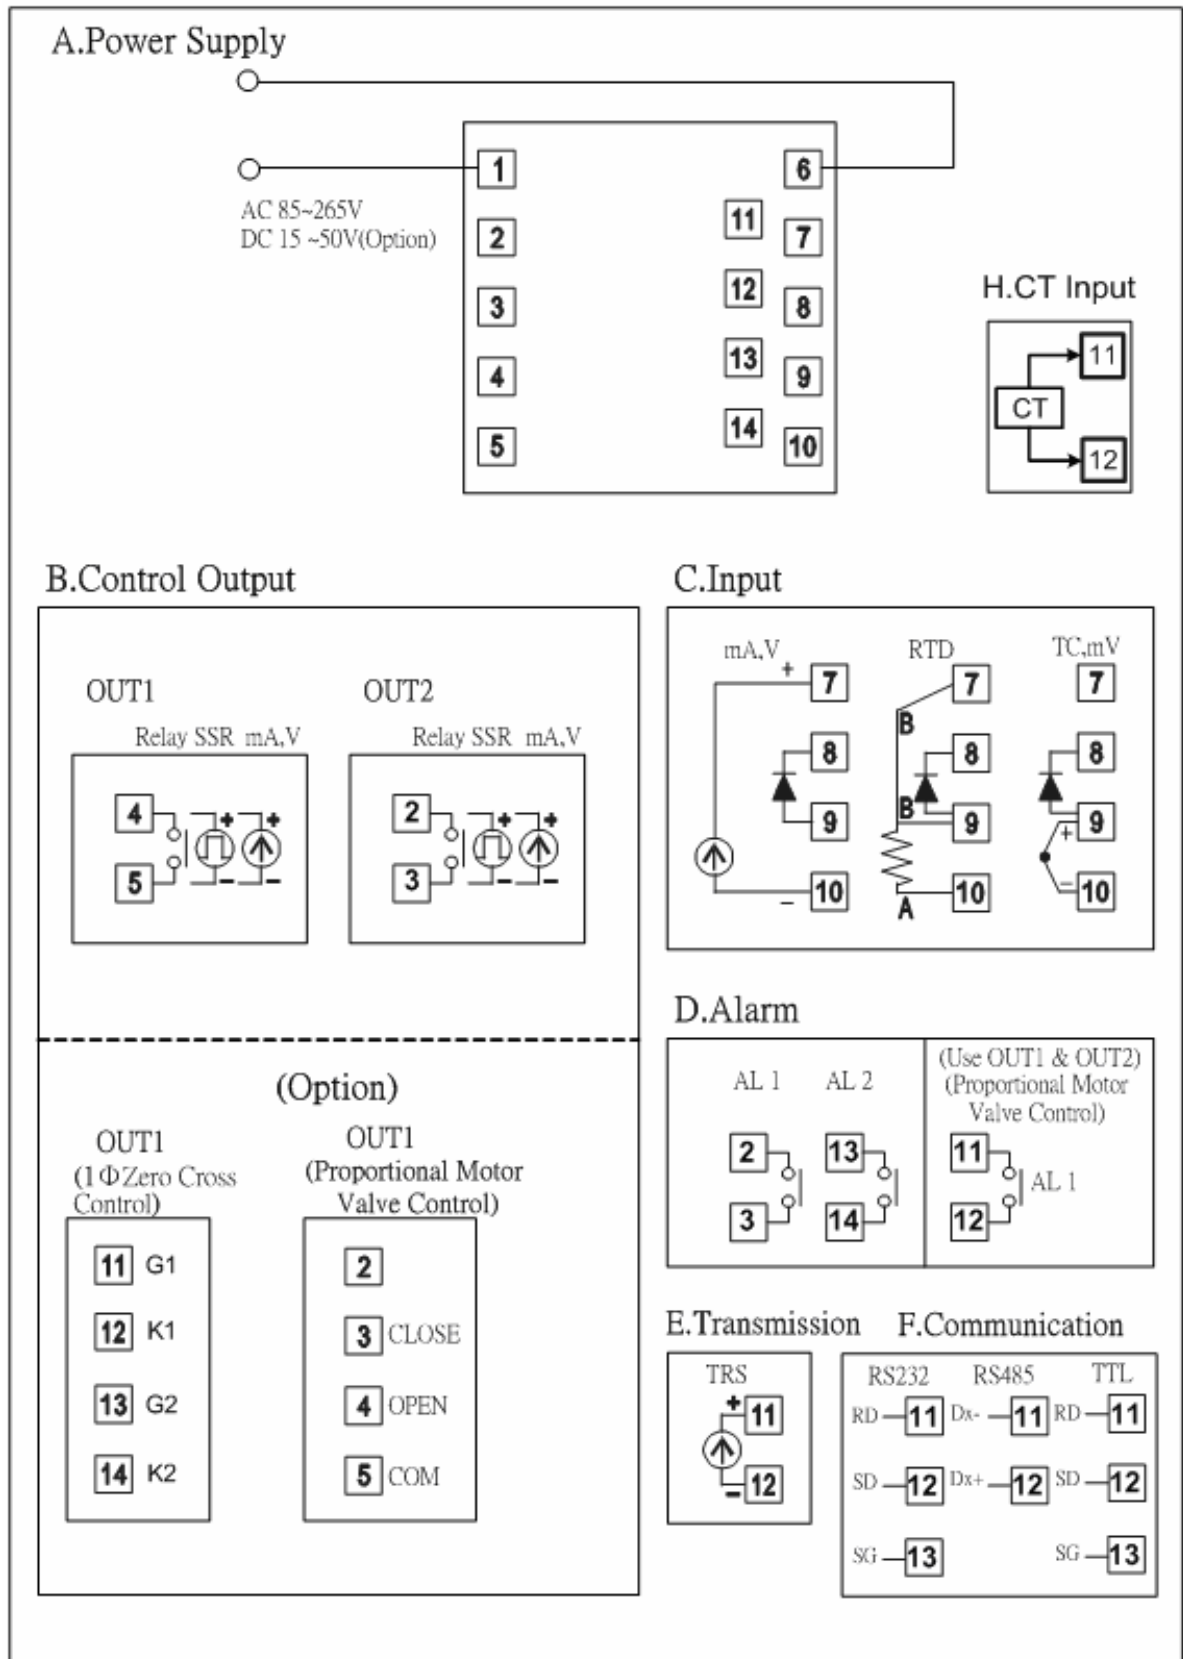 A.Power Supply
AC 85~265V
DC 15 ~50V(Option)
1
2
3
4
5
11
12
13
14
6
7
8
9
10
H.CT Input
CT
11
12
B.Control Output
OUT1
Relay SSR mA,V
4
5
+ +
- -
OUT2
Relay SSR mA,V
2
3
+ +
- -
(Option)
OUT1
(1ΦZero Cross
Control)
11 G1
12 K1
13 G2
14 K2
OUT1
(Proportional Motor
Valve Control)
2
3 CLOSE
4 OPEN
5 COM
C.Input
mA,V
+
7
8
9
10
-
RTD
7
B
8
B
9
A
10
TC,mV
7
8
9
+
-
10
D.Alarm
AL 1
2
3
AL 2
13
14
(Use OUT1 & OUT2)
(Proportional Motor
Valve Control)
11
AL 1
12
E.Transmission
TRS
+ 11
- 12
F.Communication
RS232 RS485 TTL
RD 11 Dx- 11 RD 11
SD 12 Dx+ 12 SD 12
SG 13 SG 13